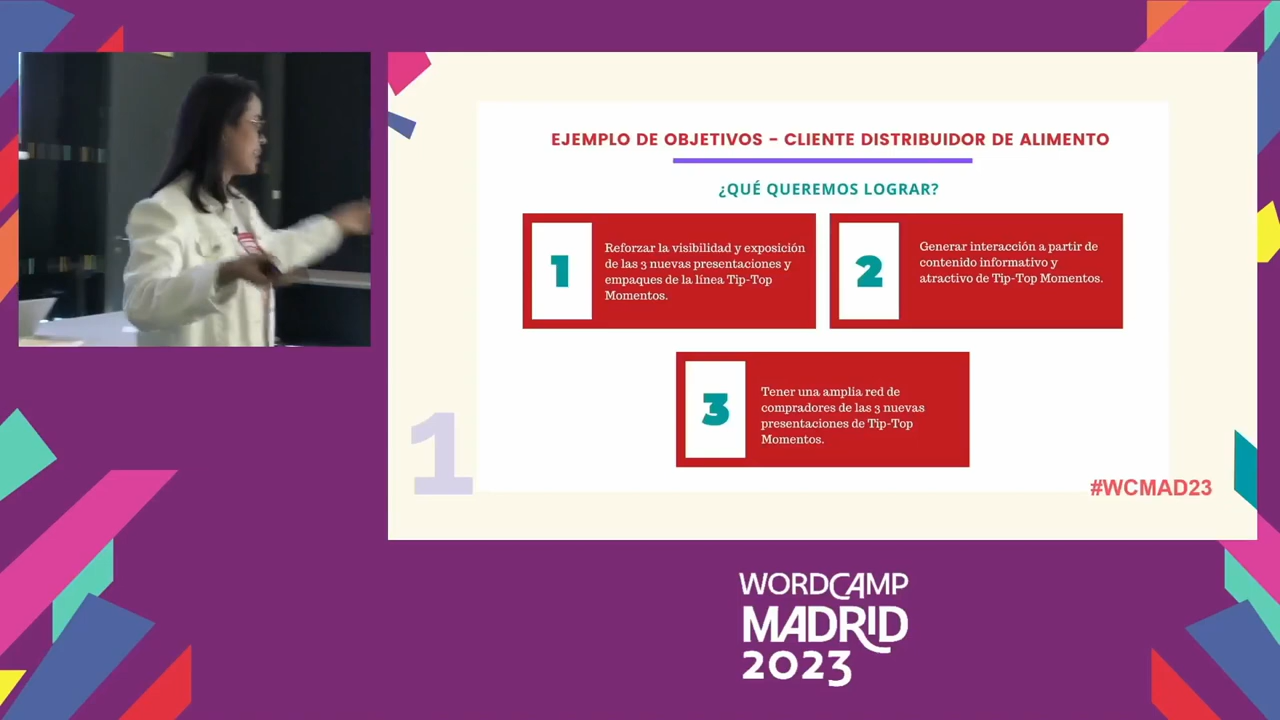 EJEMPLO DE OBJETIVOS – CLIENTE DISTRIBUIDOR DE ALIMENTO
¿QUÉ QUEREMOS LOGRAR?
1
Reforzar la visibilidad y exposición
de las 3 nuevas presentaciones y
empaques de la línea Tip-Top
Momentos.
2
Generar interacción a partir de
contenido informativo y
atractivo de Tip-Top Momentos.
3
Tener una amplia red de
compradores de las 3 nuevas
presentaciones de Tip-Top
Momentos.
1
#WCMAD23
WORDCAMP
MADRID
2023